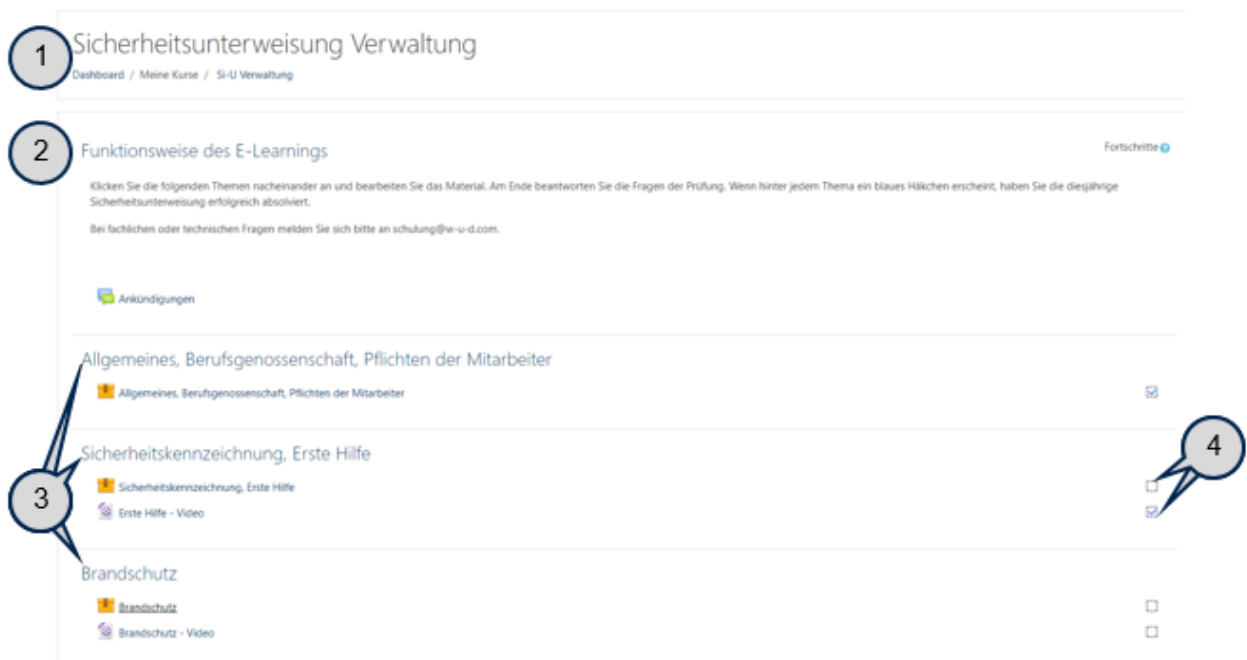 1
Sicherheitsunterweisung Verwaltung
Dashboard / Meine Kurse / Si-U Verwaltung
2
Funktionsweise des E-Learnings
Fortschritte
Klicken Sie die folgenden Themen nacheinander an und bearbeiten Sie das Material. Am Ende beantworten Sie die Fragen der Prüfung. Wenn hinter jedem Thema ein blaues Häkchen erscheint, haben Sie die diesjährige
Sicherheitsunterweisung erfolgreich absolviert.
Bei fachlichen oder technischen Fragen melden Sie sich bitte an schulung@w-u-d.com.
Ankündigungen
Allgemeines, Berufsgenossenschaft, Pflichten der Mitarbeiter
Allgemeines, Berufsgenossenschaft, Pflichten der Mitarbeiter
Sicherheitskennzeichnung, Erste Hilfe
4
Sicherheitskennzeichnung, Erste Hilfe
3
Erste Hilfe - Video
Brandschutz
Brandschutz
Brandschutz - Video